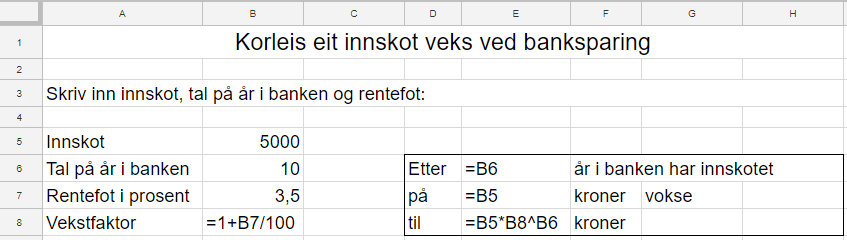 A B C D E F G H
1 Korleis eit innskot veks ved banksparing
2
3 Skriv inn innskot, tal på år i banken og rentefot:
4
5 Innskot 5000
6 Tal på år i banken 10 Etter =B6 år i banken har innskotet
7 Rentefot i prosent 3,5 på =B5 kroner vokse
8 Vekstfaktor =1+B7/100 til =B5*B8^B6 kroner